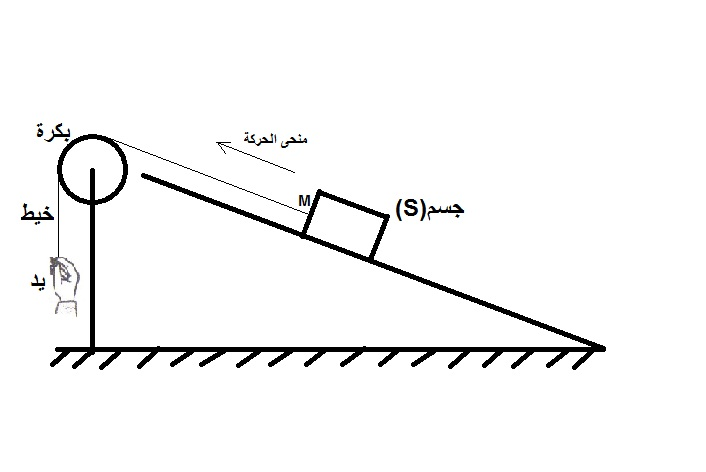 بكرة
منحى الحركة
M
جسم(S)
خيط
يد